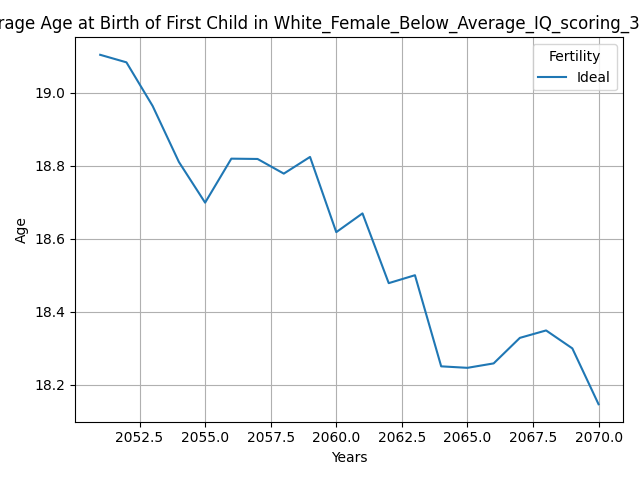 rage Age at Birth of First Child in White_Female_Below_Average_IQ_scoring_3
Fertility
Ideal
Age
19.0
18.8
18.6
18.4
18.2
2052.5 2055.0 2057.5 2060.0 2062.5 2065.0 2067.5 2070.0
Years